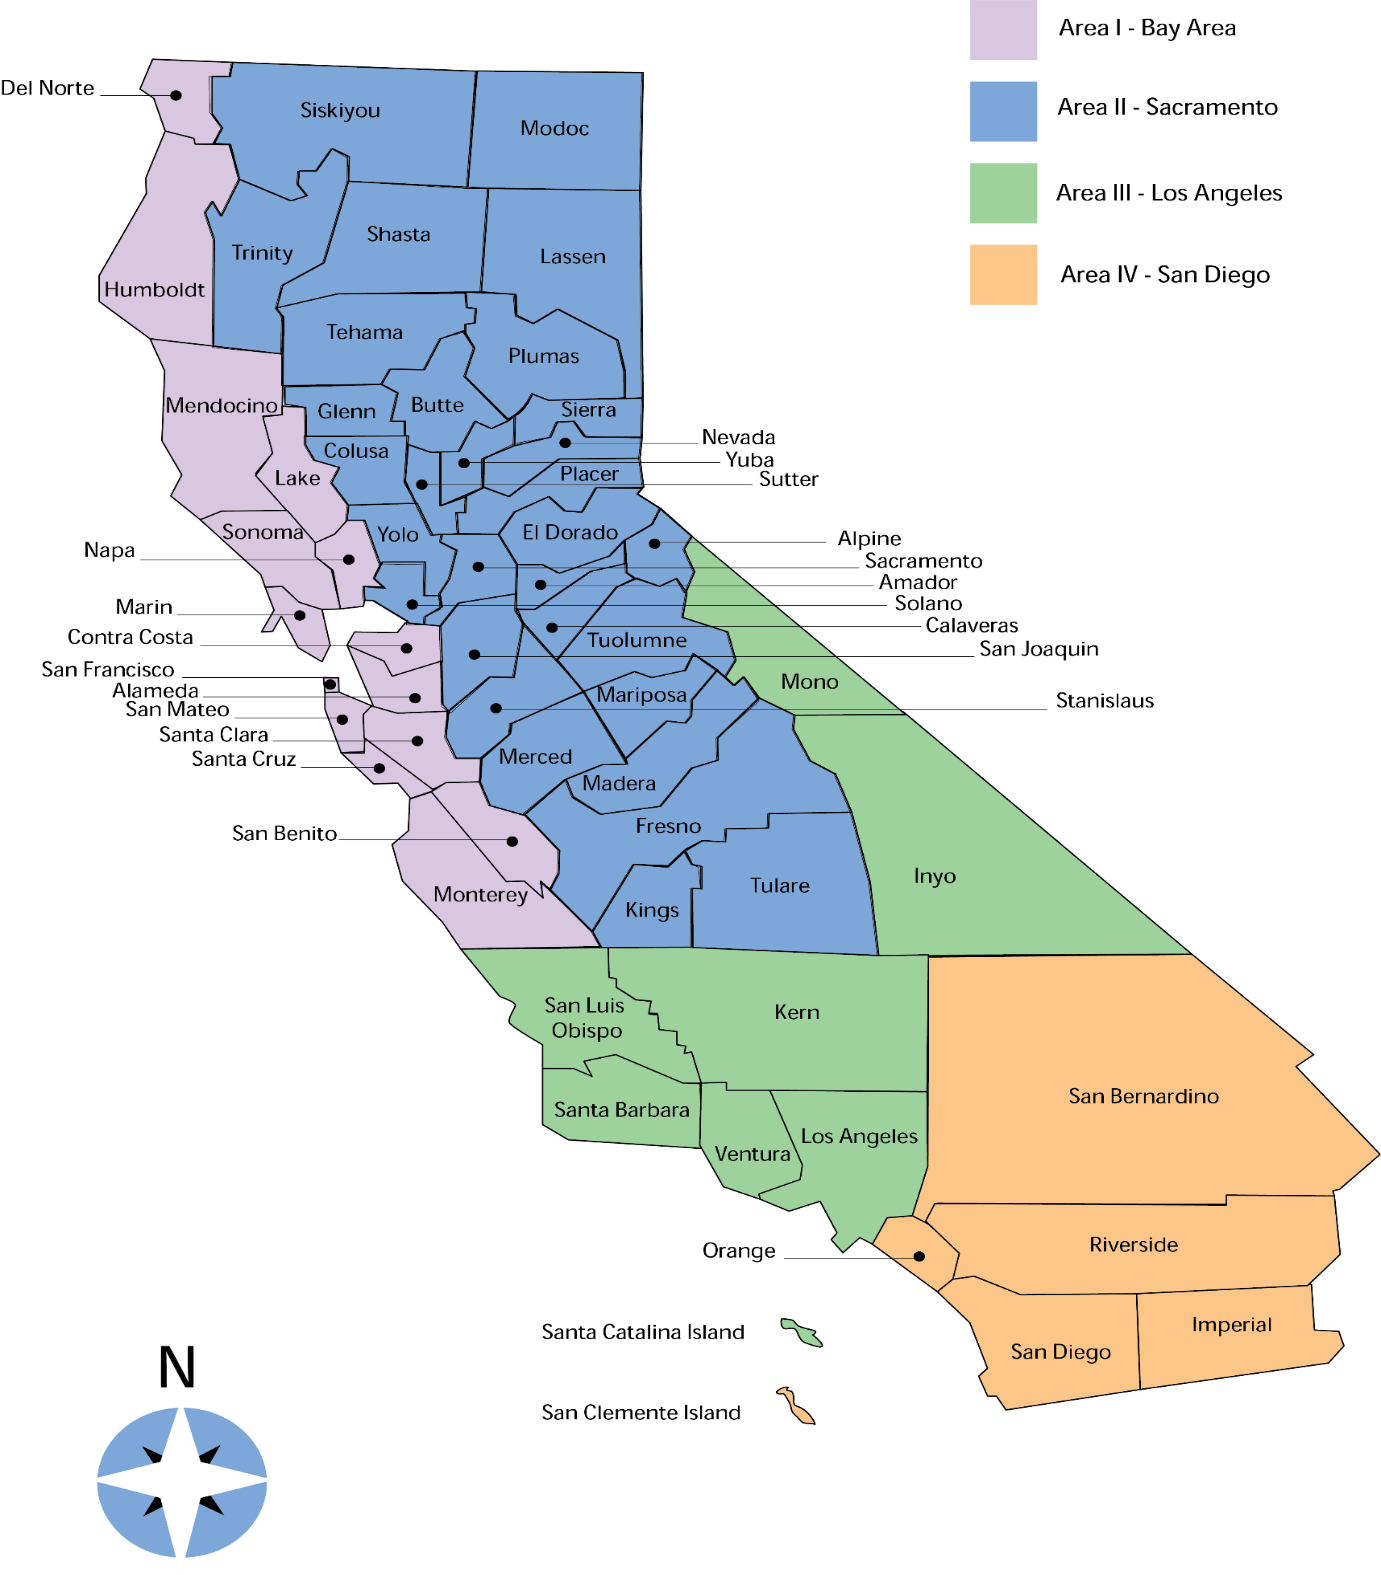 Area I - Bay Area
Area II - Sacramento
Area III - Los Angeles
Area IV - San Diego
Del Norte
Siskiyou
Modoc
Shasta
Trinity
Lassen
Humboldt
Tehama
Plumas
Mendocino
Glenn
Butte
Sierra
Nevada
Colusa
Yuba
Placer
Sutter
Lake
Sonoma
Yolo
El Dorado
Alpine
Napa
Sacramento
Amador
Marin
Solano
Calaveras
Contra Costa
Tuolumne
San Joaquin
San Francisco
Mono
Alameda
Mariposa
Stanislaus
San Mateo
Santa Clara
Santa Cruz
Merced
Madera
Fresno
San Benito
Inyo
Tulare
Monterey
Kings
San Luis
Obispo
Kern
San Bernardino
Santa Barbara
Los Angeles
Ventura
Orange
Riverside
Santa Catalina Island
Imperial
San Diego
San Clemente Island
N